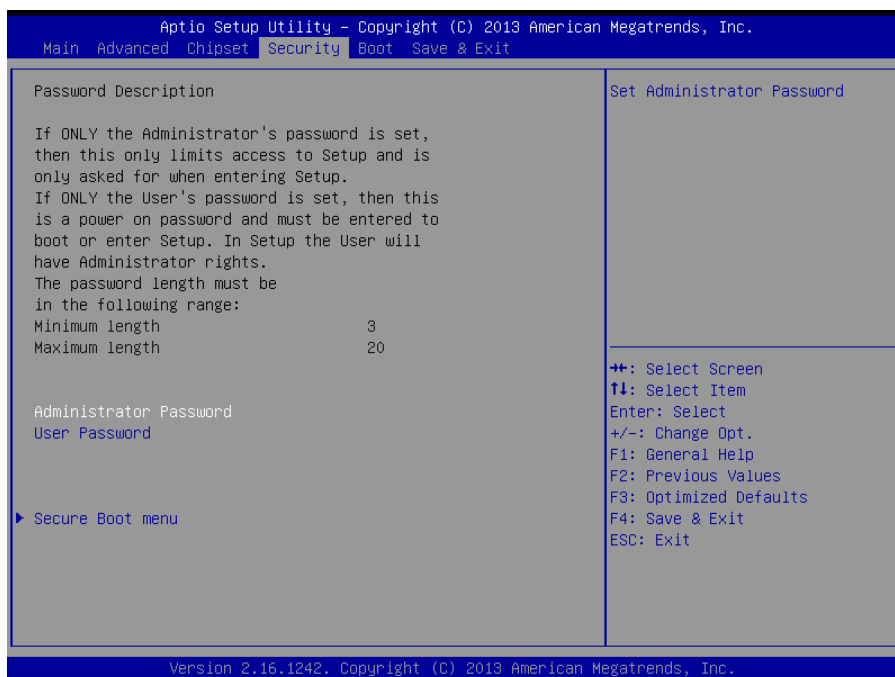 Aptio Setup Utility – Copyright (C) 2013 American Megatrends, Inc.
Main Advanced Chipset Security Boot Save & Exit
Password Description
If ONLY the Administrator's password is set,
then this only limits access to Setup and is
only asked for when entering Setup.
If ONLY the User's password is set, then this
is a power on password and must be entered to
boot or enter Setup. In Setup the User will
have Administrator rights.
The password length must be
in the following range:
Minimum length 3
Maximum length 20
Administrator Password
User Password
Secure Boot menu
Set Administrator Password
→←: Select Screen
↑↓: Select Item
Enter: Select
+/-: Change Opt.
F1: General Help
F2: Previous Values
F3: Optimized Defaults
F4: Save & Exit
ESC: Exit
Version 2.16.1242. Copyright (C) 2013 American Megatrends, Inc.